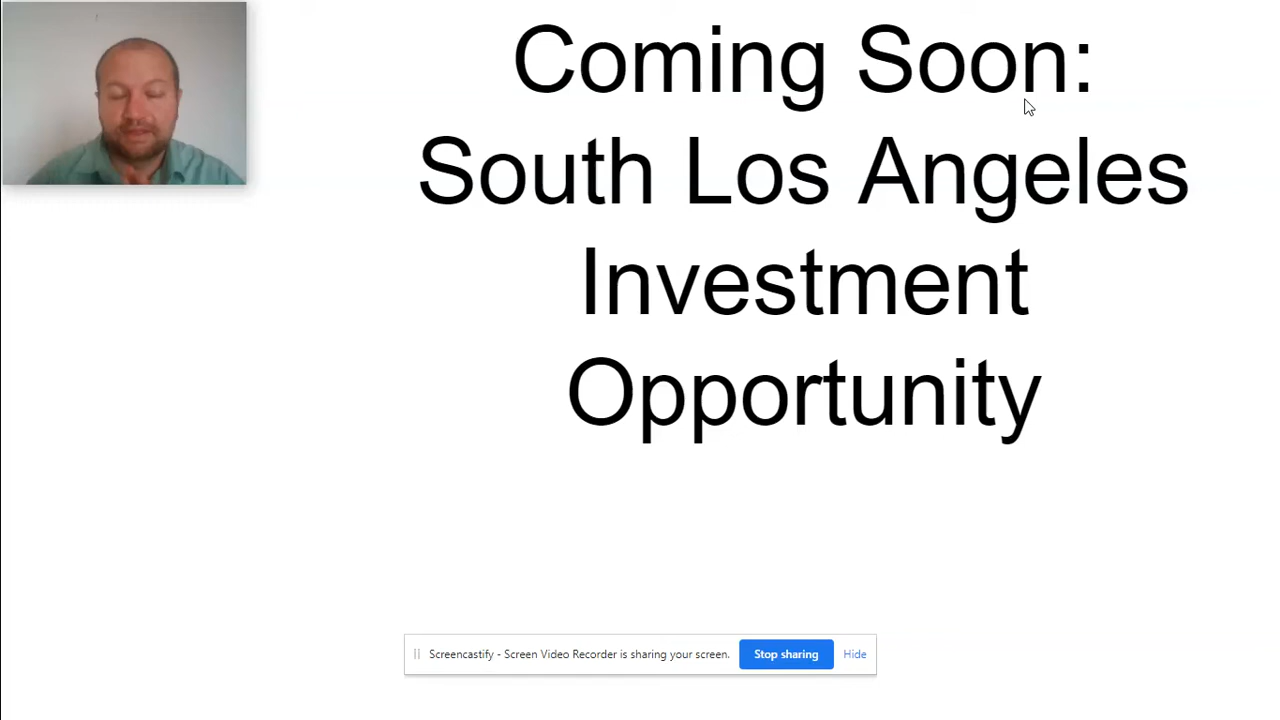 Coming Soon:
South Los Angeles
Investment
Opportunity
Screencastify - Screen Video Recorder is sharing your screen. Stop sharing Hide